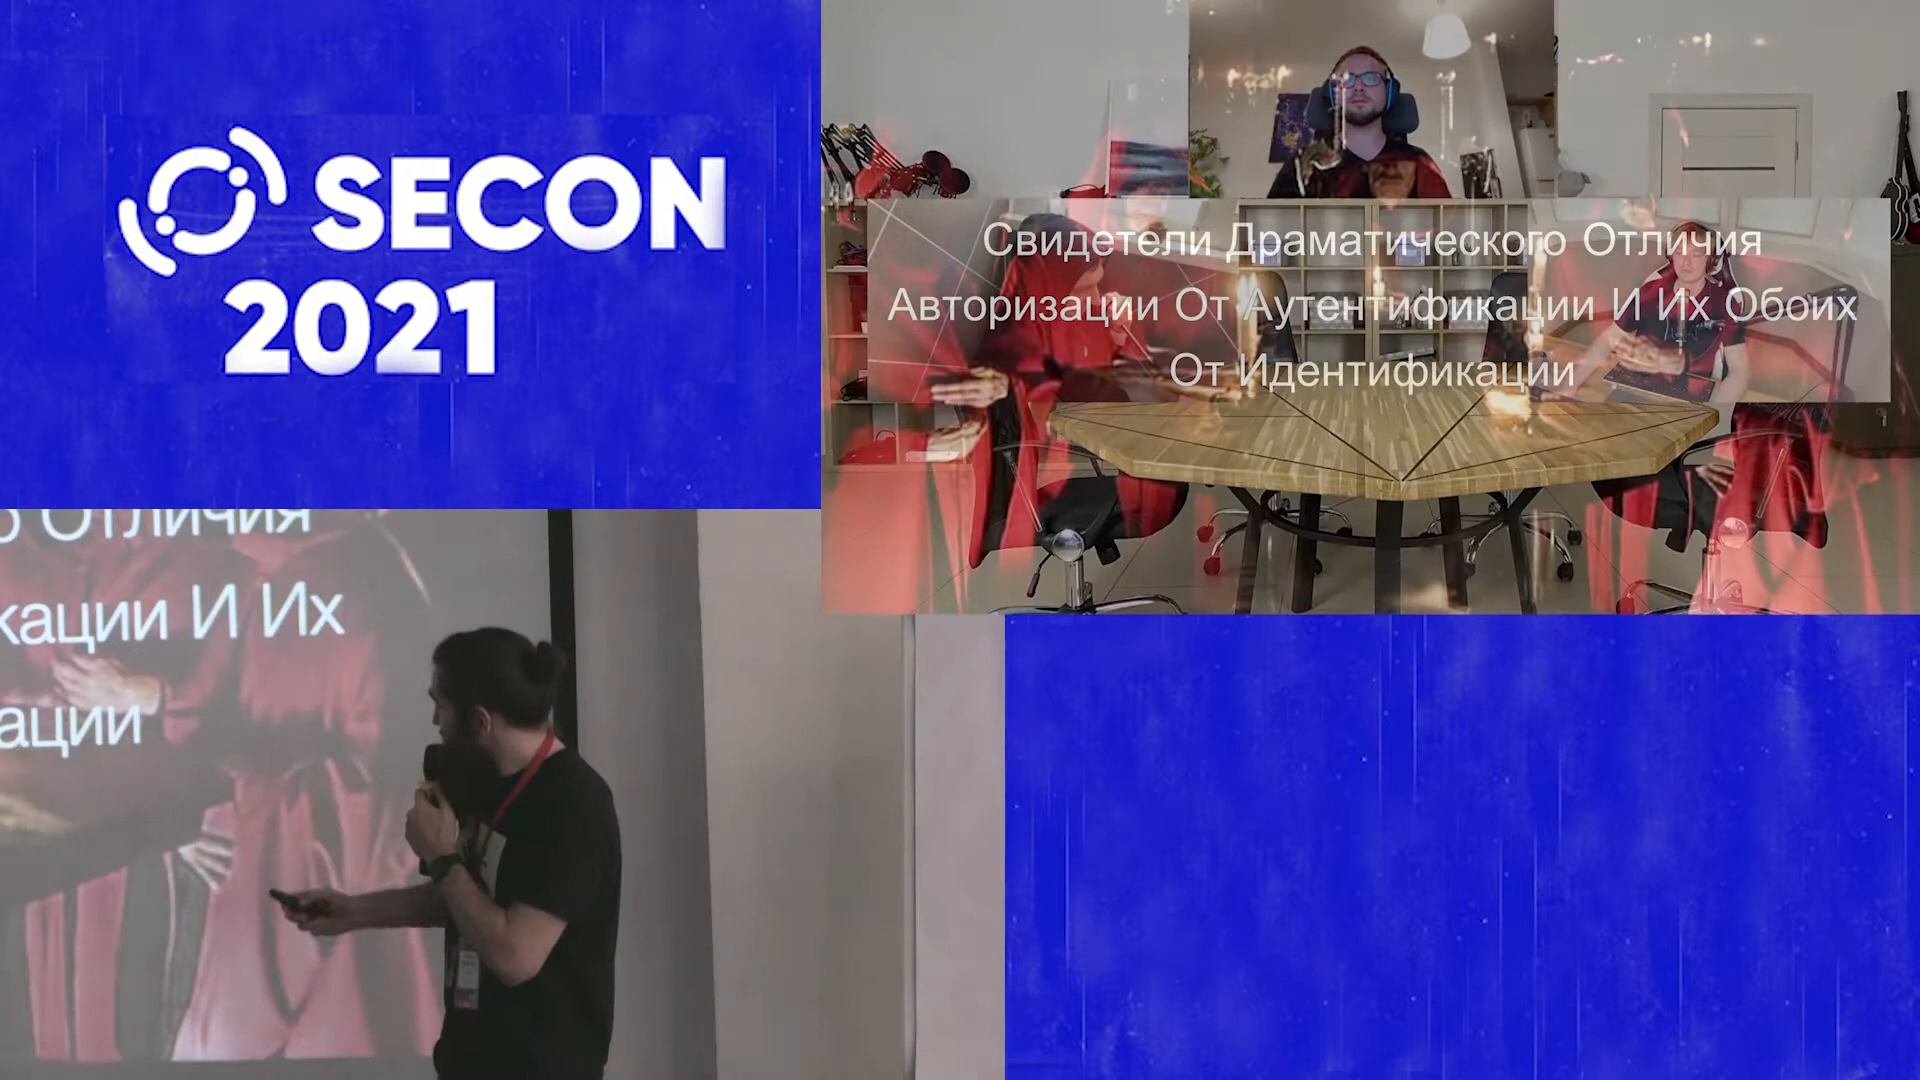 SECON
2021
Свидетели Драматического Отличия
Авторизации От Аутентификации И Их Обоих
От Идентификации
о Отличия
кации И Их
ации